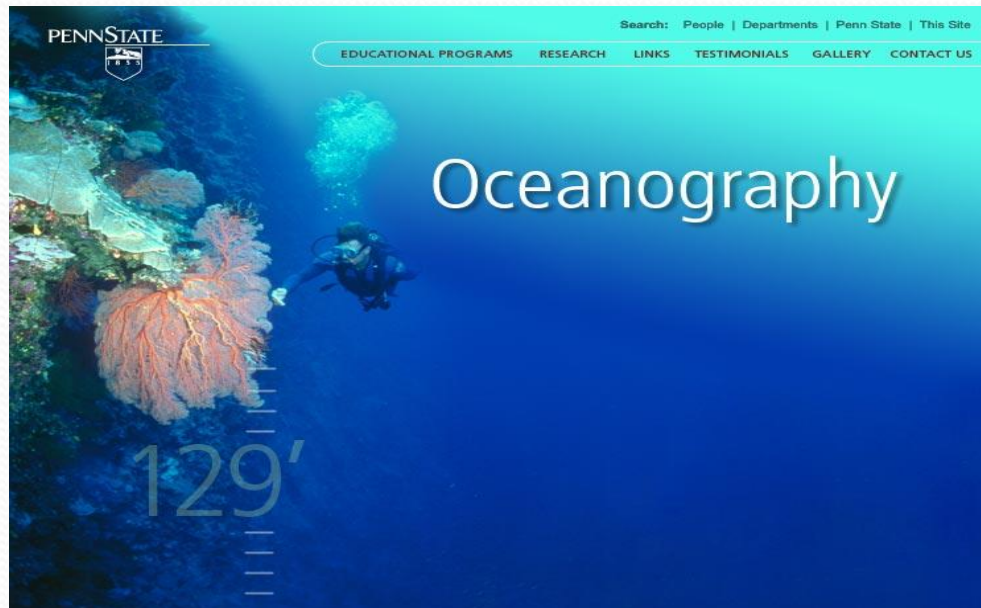 PENNSTATE
1855
Search: People | Departments | Penn State | This Site
EDUCATIONAL PROGRAMS RESEARCH LINKS TESTIMONIALS GALLERY CONTACT US
Oceanography
129'